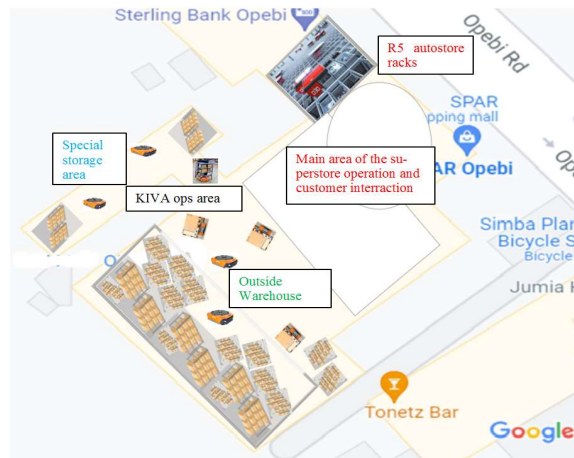 Sterling Bank Opebi
Opebi Rd
R5 autostore
racks
SPAR
pping mall
AR Opebi
Ope
Special
storage
area
Main area of the su-
perstore operation and
customer interraction
KIVA ops area
Simba Plan
Bicycle S
Bicycle
O
Outside
Warehouse
Jumia
Tonetz Bar
Google